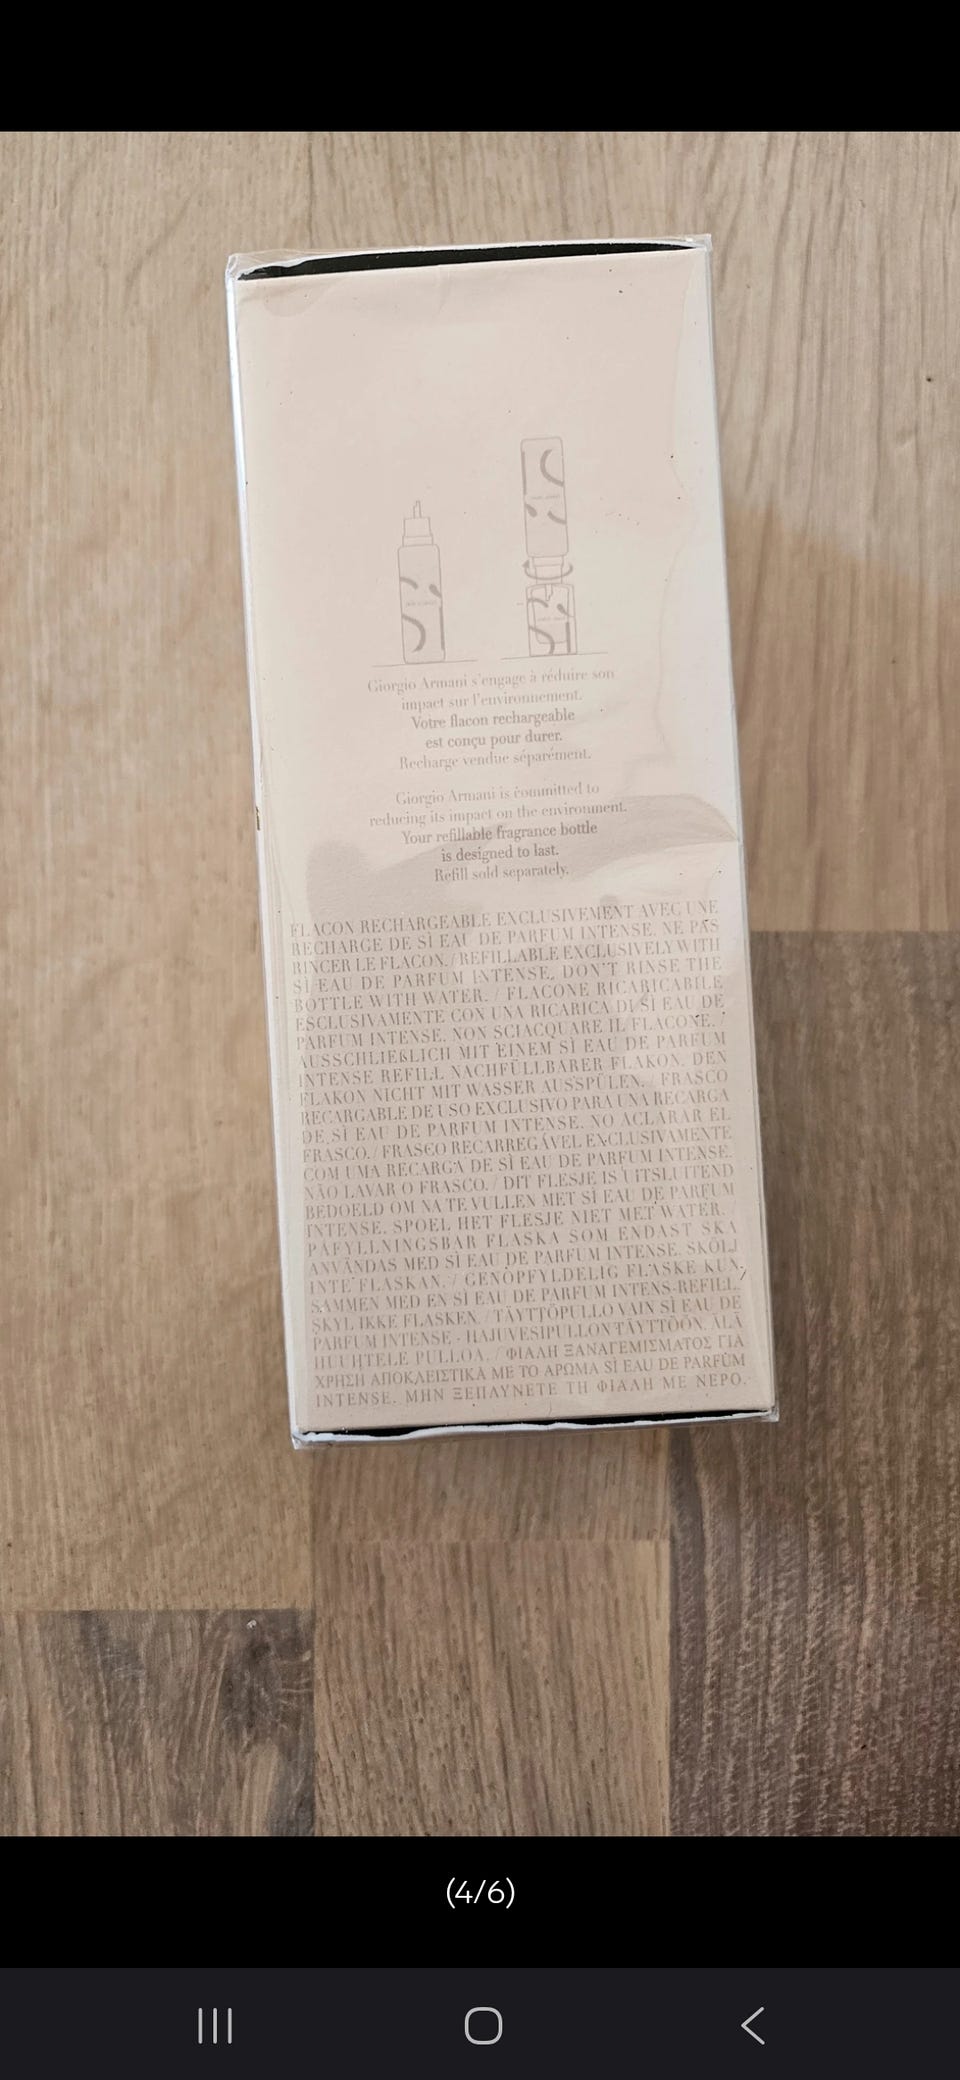 Giorgio Armani s'engage à réduire son
impact sur l'environnement.
Votre flacon rechargeable
est conçu pour durer.
Recharge vendue séparément.
Giorgio Armani is committed to
reducing its impact on the environment.
Your refillable fragrance bottle
is designed to last.
Refill sold separately.
FLACON RECHARGEABLE EXCLUSIVEMENT AVEC UNE
RECHARGE DE SÌ EAU DE PARFUM INTENSE. NE PAS
RINCER LE FLACON. / REFILLABLE EXCLUSIVELY WITH
SÌ EAU DE PARFUM INTENSE. DON'T RINSE THE
BOTTLE WITH WATER. / FLACONE RICARICABILE
ESCLUSIVAMENTE CON UNA RICARICA DI SÌ EAU DE
PARFUM INTENSE. NON SCIACQUARE IL FLACONE. /
AUSSCHLIEßLICH MIT EINEM SÌ EAU DE PARFUM
INTENSE REFILL NACHFÜLLBARER FLAKON. DEN
FLAKON NICHT MIT WASSER AUSSPÜLEN. / FRASCO
RECARGABLE DE USO EXCLUSIVO PARA UNA RECARGA
DE SÌ EAU DE PARFUM INTENSE. NO ACLARAR EL
FRASCO. / FRASCO RECARREGÁVEL EXCLUSIVAMENTE
COM UMA RECARGA DE SÌ EAU DE PARFUM INTENSE.
NÃO LAVAR O FRASCO. / DIT FLESJE IS UITSLUITEND
BEDOELD OM NA TE VULLEN MET SÌ EAU DE PARFUM
INTENSE. SPOEL HET FLESJE NIET MET WATER. /
PÅFYLLNINGSBAR FLASKA SOM ENDAST SKA
ANVÄNDAS MED SÌ EAU DE PARFUM INTENSE. SKÖLJ
INTE FLASKAN. / GENOPFYLDELIG FLASKE KUN
SAMMEN MED EN SÌ EAU DE PARFUM INTENS-REFILL.
SKYL IKKE FLASKEN. / TÄYTTÖPULLO VAIN SÌ EAU DE
PARFUM INTENSE - HAJUVESIPULLON TÄYTTÖÖN. ÄLÄ
HUUHTELE PULLOA. / ΦΙΑΛΗ ΞΑΝΑΓΕΜΙΣΜΑΤΟΣ ΓΙΑ
ΧΡΗΣΗ ΑΠΟΚΛΕΙΣΤΙΚΑ ΜΕ ΤΟ ΑΡΩΜΑ SÌ EAU DE PARFUM
INTENSE. ΜΗΝ ΞΕΠΛΥΝΕΤΕ ΤΗ ΦΙΑΛΗ ΜΕ ΝΕΡΟ.
(4/6)